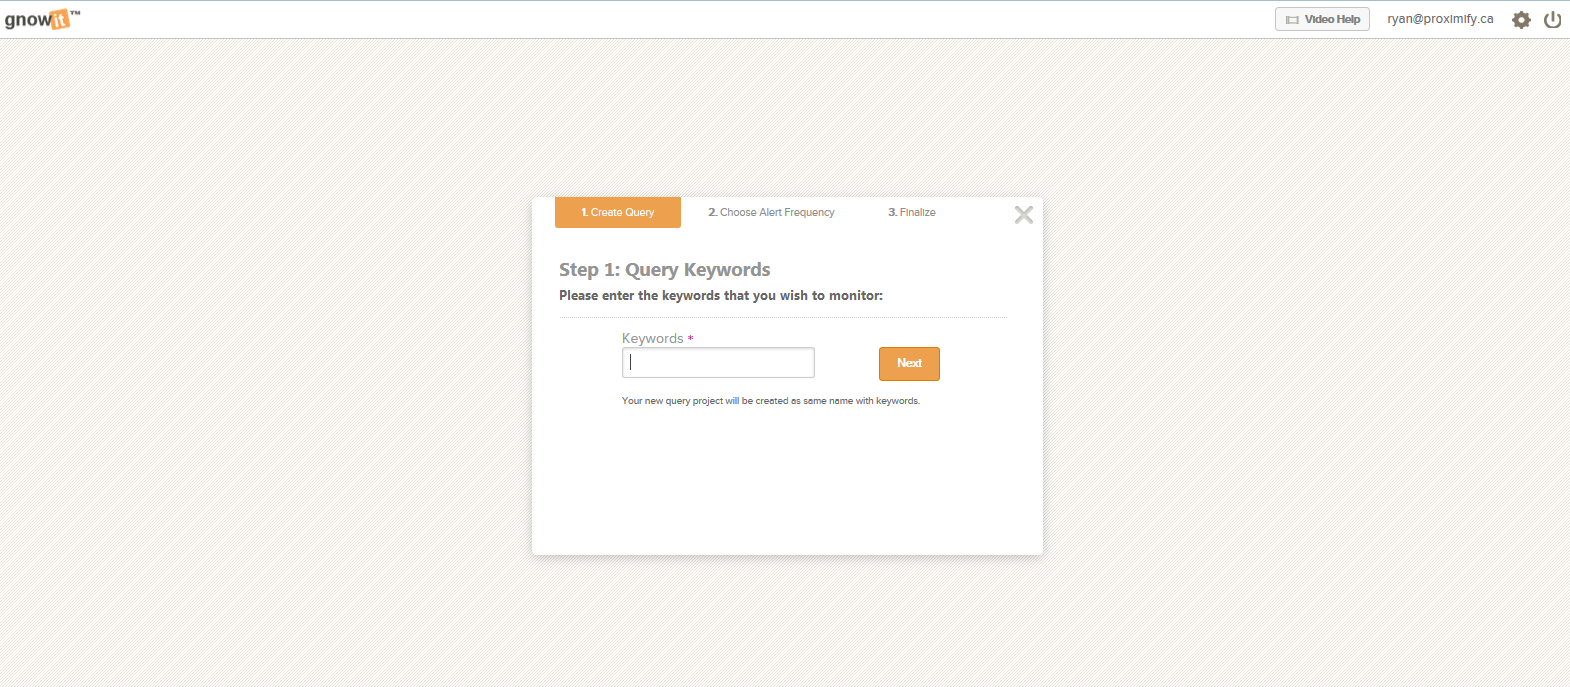 gnowit™
Video Help
ryan@proximify.ca
1. Create Query
2. Choose Alert Frequency
3. Finalize
Step 1: Query Keywords
Please enter the keywords that you wish to monitor:
Keywords *
Next
Your new query project will be created as same name with keywords.